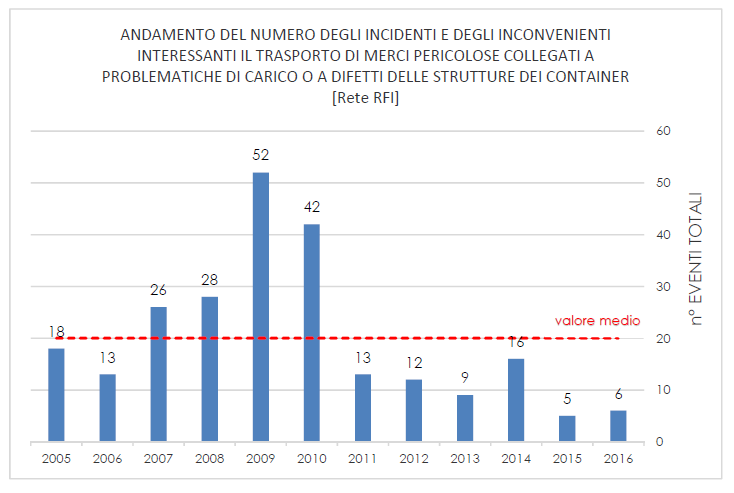 ANDAMENTO DEL NUMERO DEGLI INCIDENTI E DEGLI INCONVENIENTI
INTERESSANTI IL TRASPORTO DI MERCI PERICOLOSE COLLEGATI A
PROBLEMATICHE DI CARICO O A DIFETTI DELLE STRUTTURE DEI CONTAINER
[Rete RFI]
60
52
50
42
40
28
26
30
valore medio
18
20
16
13
13
12
9
10
5
6
0
2005 2006 2007 2008 2009 2010 2011 2012 2013 2014 2015 2016
n° EVENTI TOTALI